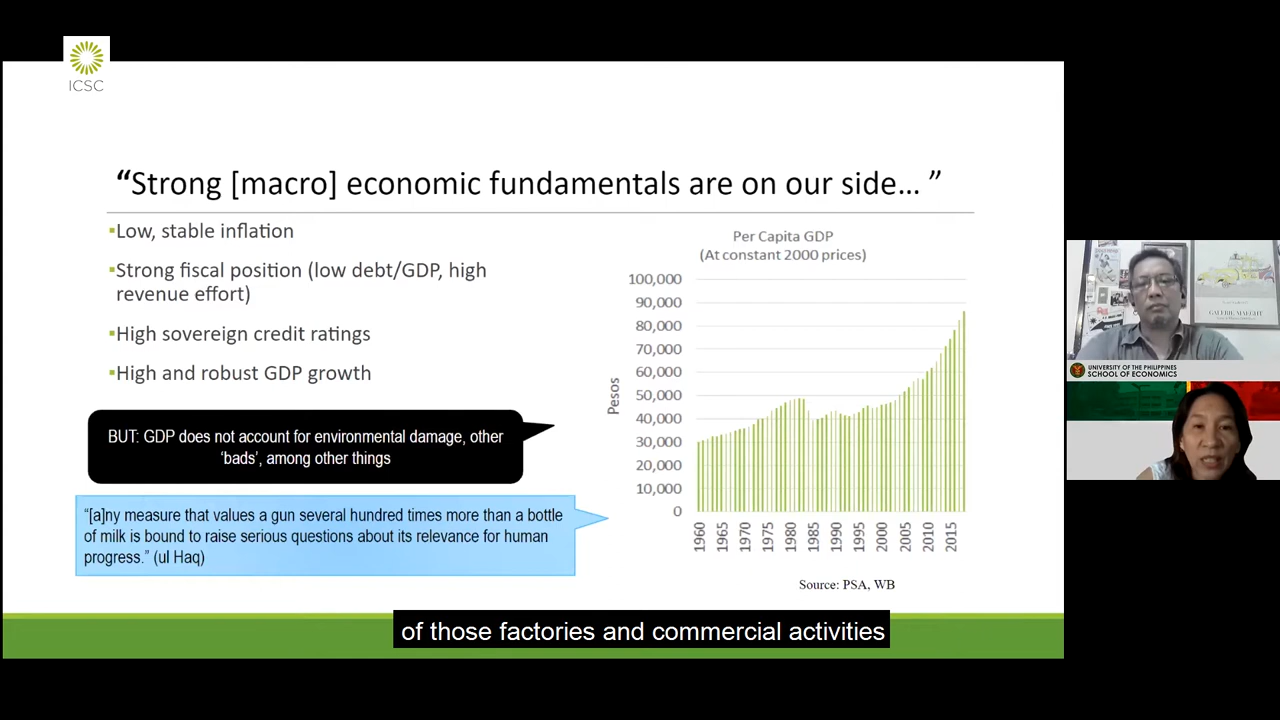 ICSC
“Strong [macro] economic fundamentals are on our side… ”
▪Low, stable inflation
▪Strong fiscal position (low debt/GDP, high
revenue effort)
▪High sovereign credit ratings
▪High and robust GDP growth
BUT: GDP does not account for environmental damage, other
‘bads’, among other things
“[a]ny measure that values a gun several hundred times more than a bottle
of milk is bound to raise serious questions about its relevance for human
progress.” (ul Haq)
Per Capita GDP
(At constant 2000 prices)
Pesos
100,000
90,000
80,000
70,000
60,000
50,000
40,000
30,000
20,000
10,000
0
1960
1965
1970
1975
1980
1985
1990
1995
2000
2005
2010
2015
Source: PSA, WB
GALERIE MAEGHT
UNIVERSITY OF THE PHILIPPINES
SCHOOL OF ECONOMICS
of those factories and commercial activities